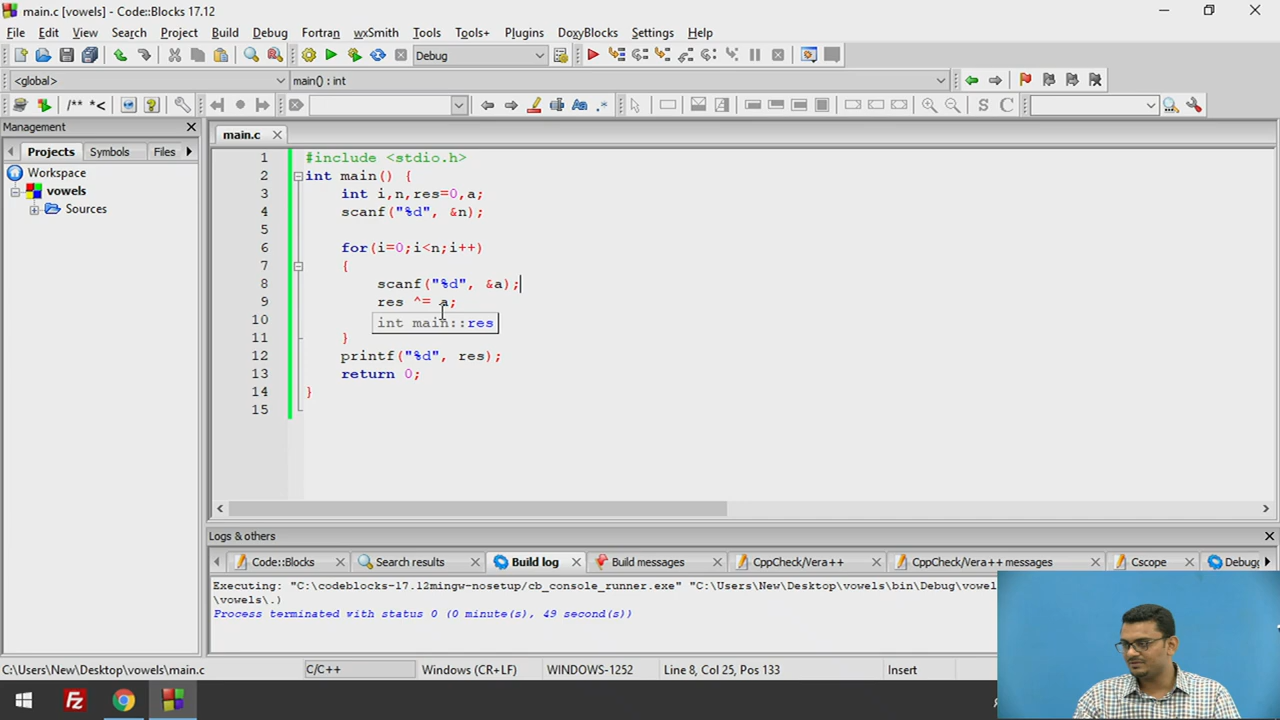 main.c [vowels] - Code::Blocks 17.12
File Edit View Search Project Build Debug Fortran wxSmith Tools Tools+ Plugins DoxyBlocks Settings Help
Debug
<global> main() : int
/** *<
Aa .* S C
Management
main.c
Projects Symbols Files
Workspace
vowels
Sources
1 #include <stdio.h>
2 int main() {
3 int i,n,res=0,a;
4 scanf("%d", &n);
5
6 for(i=0;i<n;i++)
7 {
8 scanf("%d", &a);
9 res ^= a;
10 int main::res
11 }
12 printf("%d", res);
13 return 0;
14 }
15
Logs & others
Code::Blocks Search results Build log Build messages CppCheck/Vera++ CppCheck/Vera++ messages Cscope Debugg
Executing: "C:\codeblocks-17.12mingw-nosetup/cb_console_runner.exe" "C:\Users\New\Desktop\vowels\bin\Debug\vowel
\vowels\.)
Process terminated with status 0 (0 minute(s), 49 second(s))
C:\Users\New\Desktop\vowels\main.c C/C++ Windows (CR+LF) WINDOWS-1252 Line 8, Col 25, Pos 133 Insert
Fz